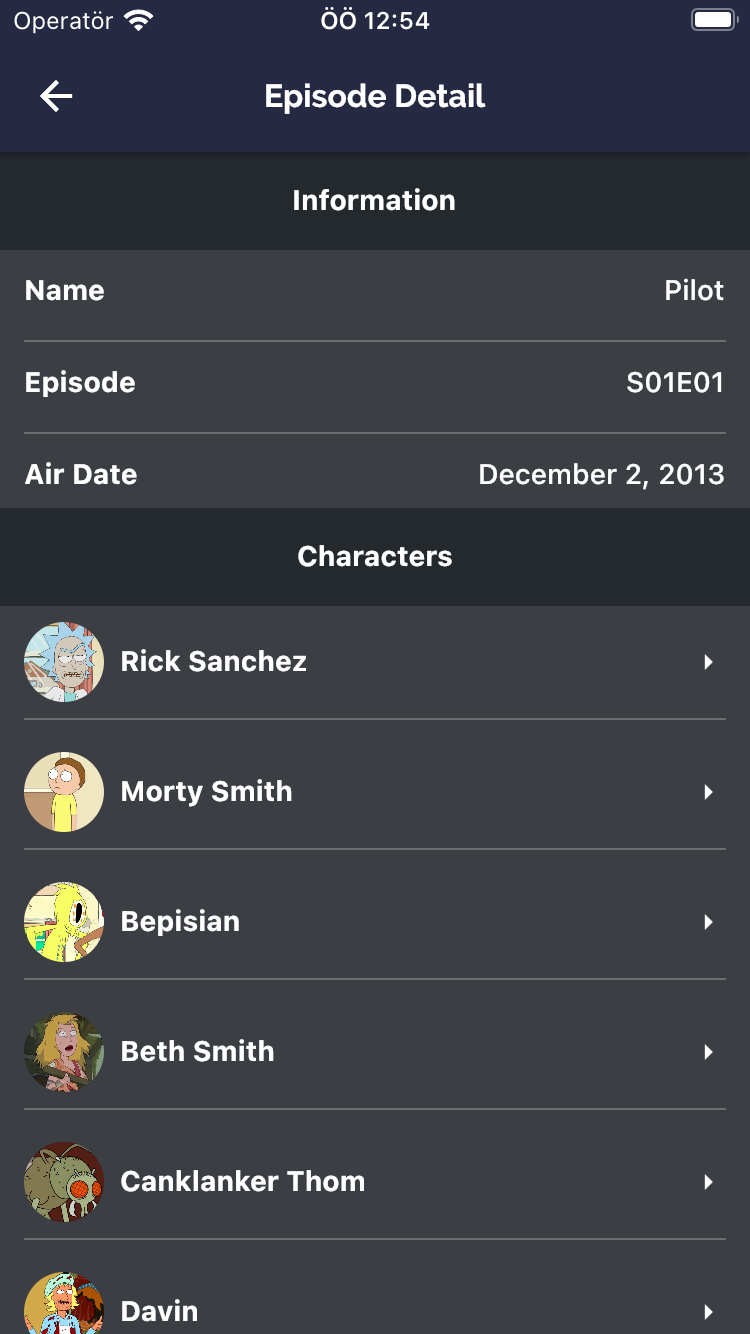 Operatör ÖÖ 12:54
Episode Detail
Information
Name Pilot
Episode S01E01
Air Date December 2, 2013
Characters
Rick Sanchez
Morty Smith
Bepisian
Beth Smith
Canklanker Thom
Davin